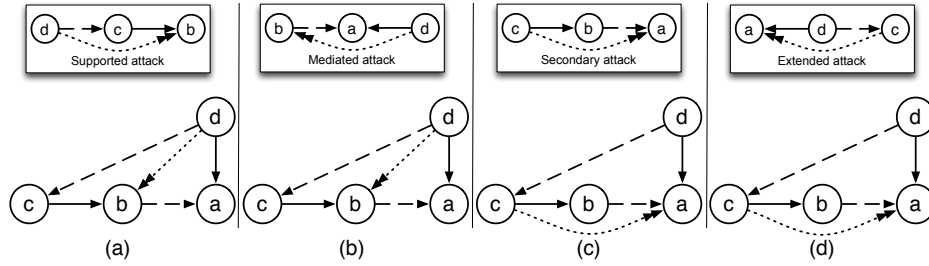 d c b
Supported attack
b a d
Mediated attack
c b a
Secondary attack
a d c
Extended attack
d
c b a
(a)
d
c b a
(b)
d
c b a
(c)
d
c b a
(d)